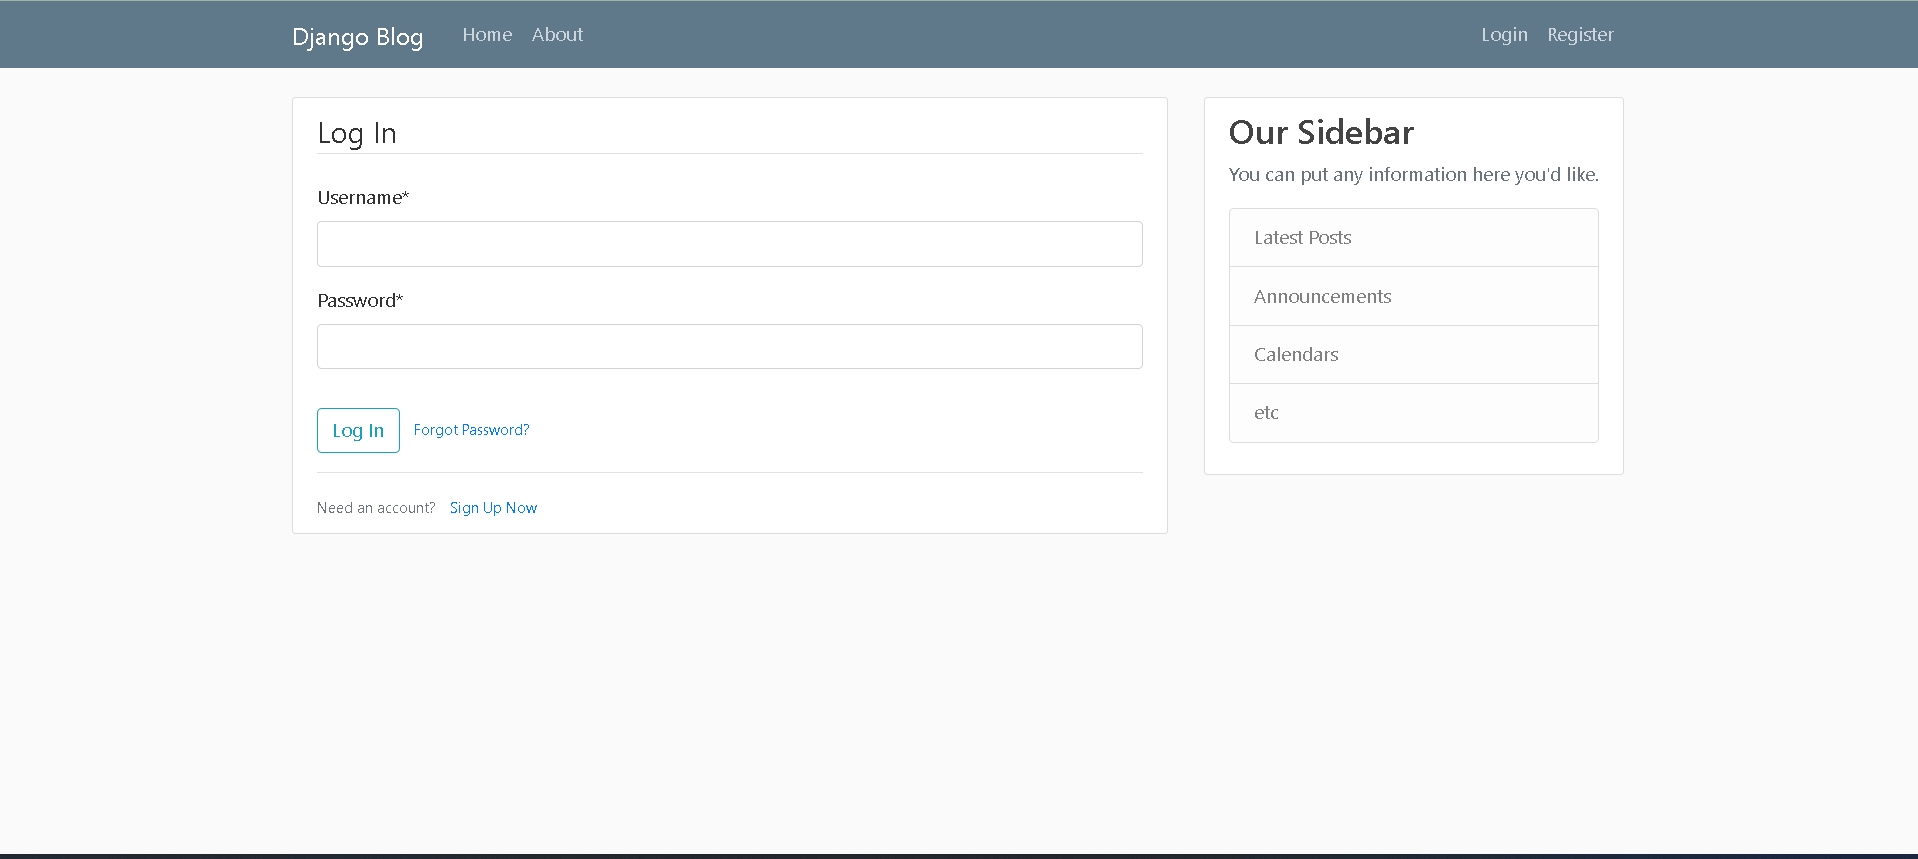 Django Blog Home About Login Register
Log In
Username*
Password*
Log In Forgot Password?
Need an account? Sign Up Now
Our Sidebar
You can put any information here you'd like.
Latest Posts
Announcements
Calendars
etc